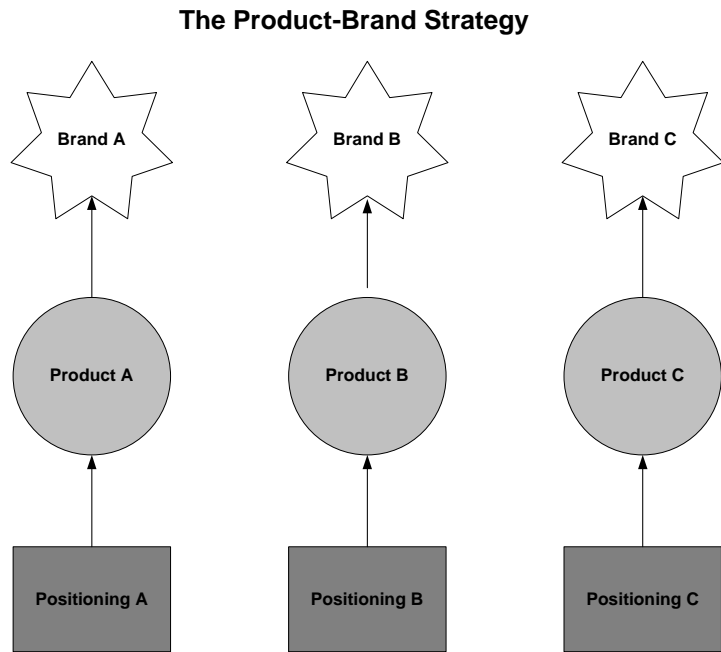 The Product-Brand Strategy
Brand A
Brand B
Brand C
Product A
Product B
Product C
Positioning A
Positioning B
Positioning C